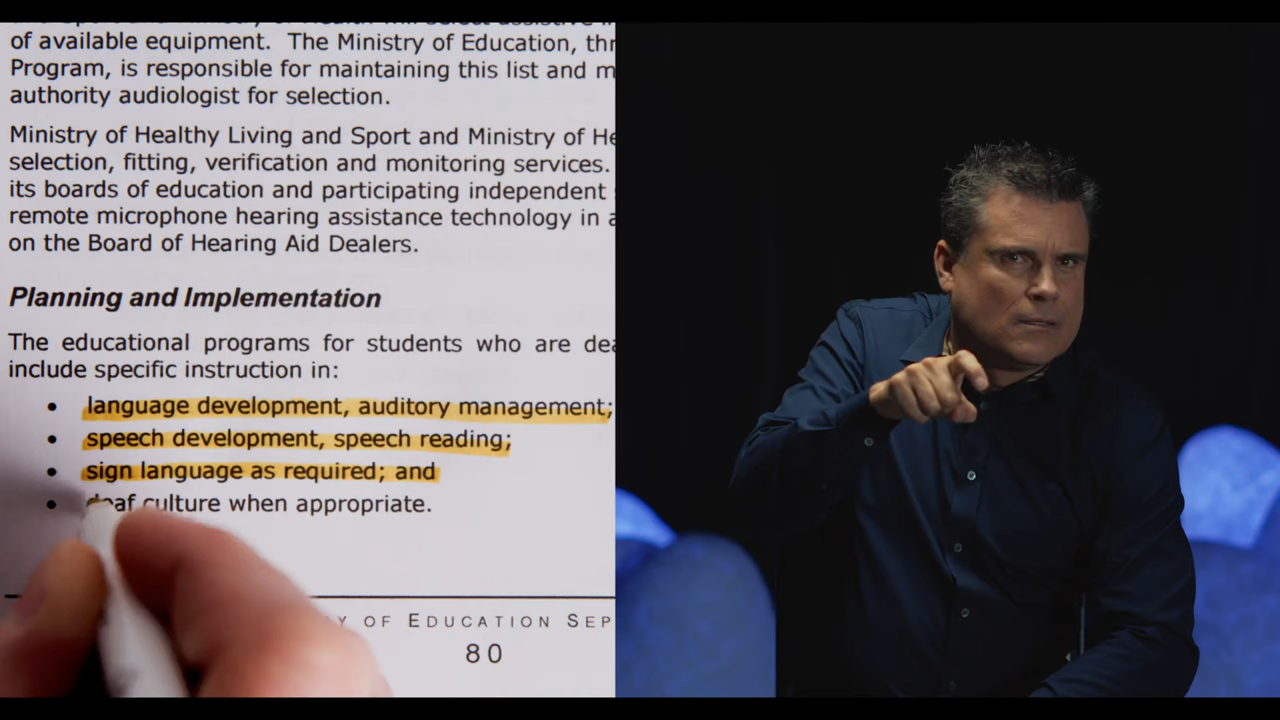 of available equipment. The Ministry of Education,
Program, is responsible for maintaining this list and
authority audiologist for selection.
Ministry of Healthy Living and Sport and Ministry of
selection, fitting, verification and monitoring services.
its boards of education and participating independent
remote microphone hearing assistance technology in
on the Board of Hearing Aid Dealers.
Planning and Implementation
The educational programs for students who are
include specific instruction in:
• language development, auditory management;
• speech development, speech reading;
• sign language as required; and
• deaf culture when appropriate.
OF EDUCATION SEP
80